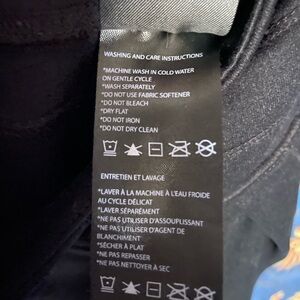 WASHING AND CARE INSTRUCTIONS
*MACHINE WASH IN COLD WATER
ON GENTLE CYCLE
*WASH SEPARATELY
*DO NOT USE FABRIC SOFTENER
*DO NOT BLEACH
*DRY FLAT
*DO NOT IRON
*DO NOT DRY CLEAN
ENTRETIEN ET LAVAGE
*LAVER À LA MACHINE À L'EAU FROIDE
AU CYCLE DÉLICAT
*LAVER SÉPARÉMENT
*NE PAS UTILISER D'ASSOUPLISSANT
*NE PAS UTILISER D'AGENT DE
BLANCHIMENT
*SÉCHER À PLAT
*NE PAS REPASSER
*NE PAS NETTOYER À SEC